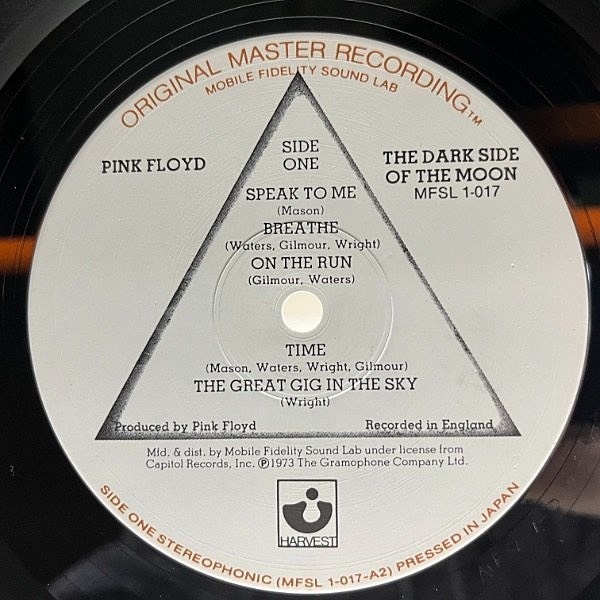 ORIGINAL MASTER RECORDING™
MOBILE FIDELITY SOUND LAB
PINK FLOYD
THE DARK SIDE
OF THE MOON
MFSL 1-017
SIDE
ONE
SPEAK TO ME
(Mason)
BREATHE
(Waters, Gilmour, Wright)
ON THE RUN
(Gilmour, Waters)
TIME
(Mason, Waters, Wright, Gilmour)
THE GREAT GIG IN THE SKY
(Wright)
Produced by Pink Floyd
Recorded in England
Mfd. & dist. by Mobile Fidelity Sound Lab under license from
Capitol Records, Inc. ℗1973 The Gramophone Company Ltd.
HARVEST
SIDE ONE STEREOPHONIC (MFSL 1-017-A2) PRESSED IN JAPAN